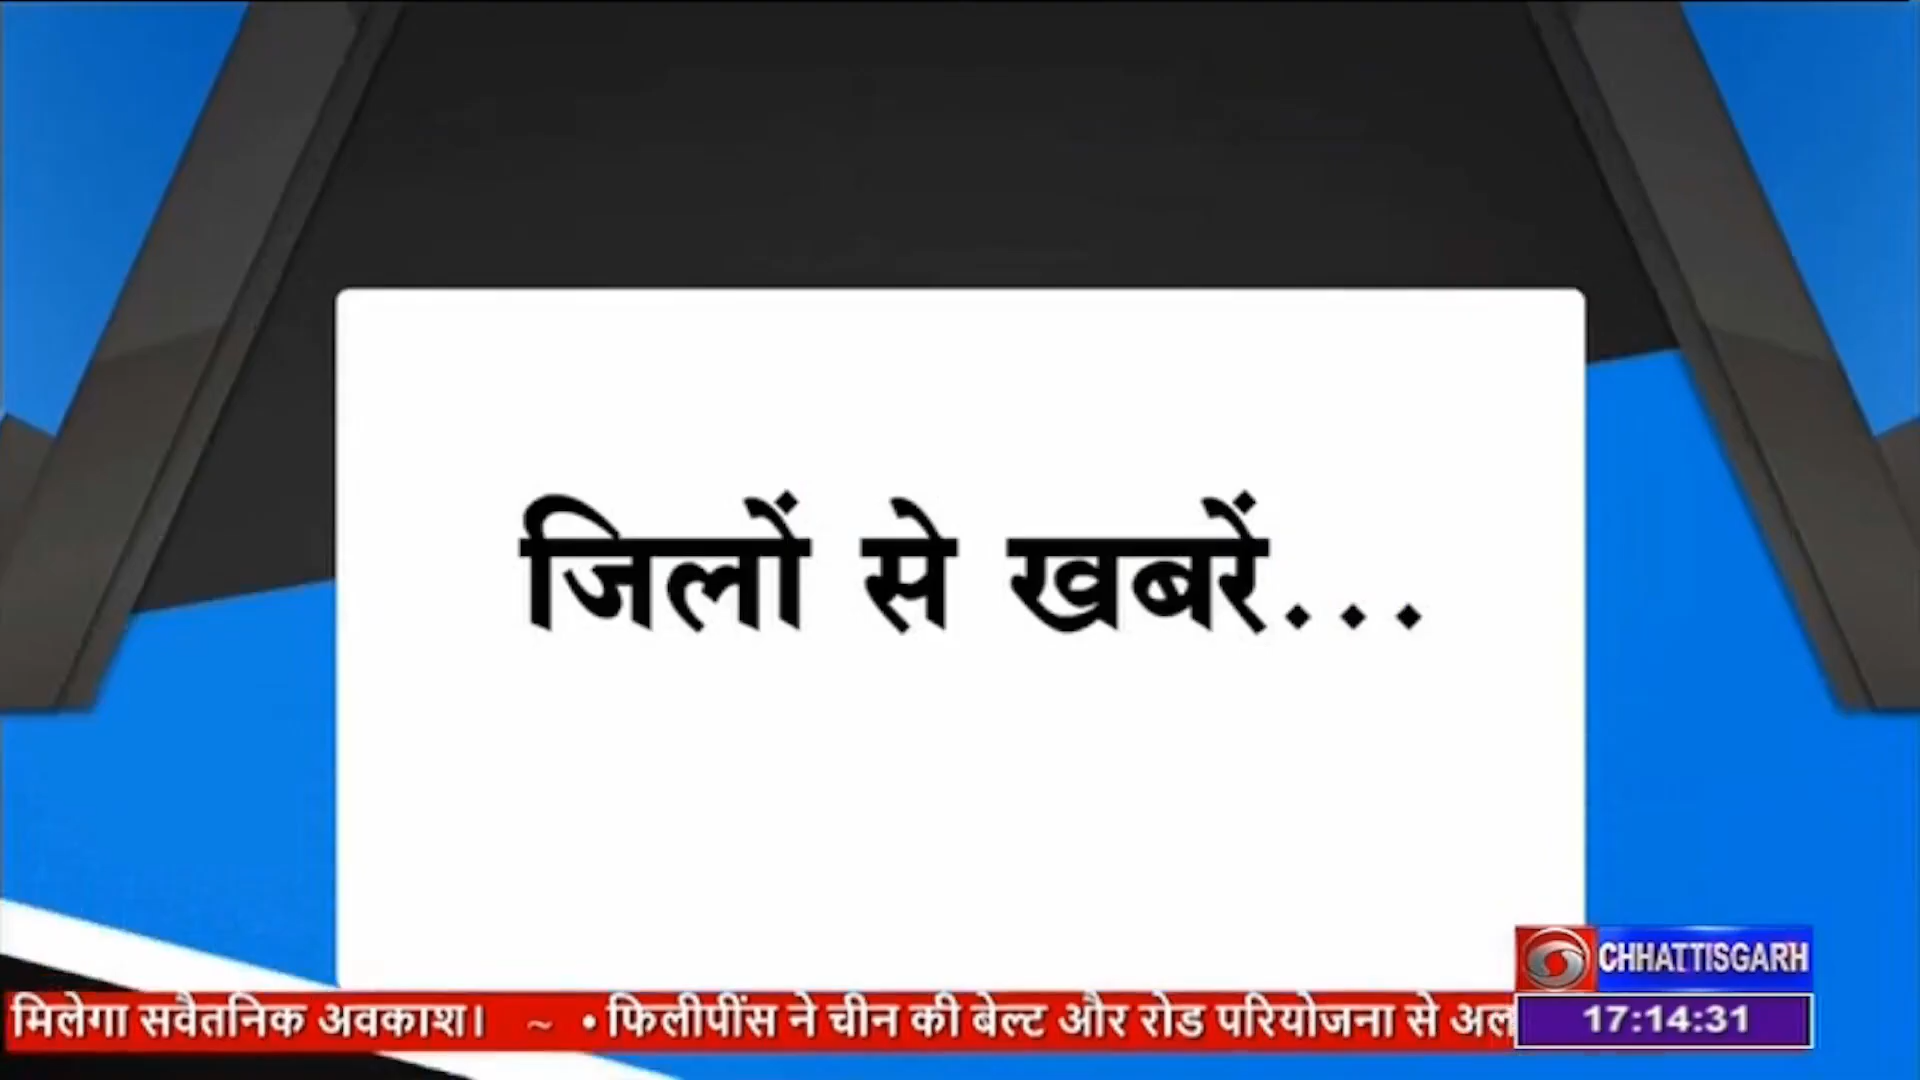 जिलों से खबरें...
CHHATTISGARH
मिलेगा सवैतनिक अवकाश। ~ • फिलीपींस ने चीन की बेल्ट और रोड परियोजना से अल
17:14:31